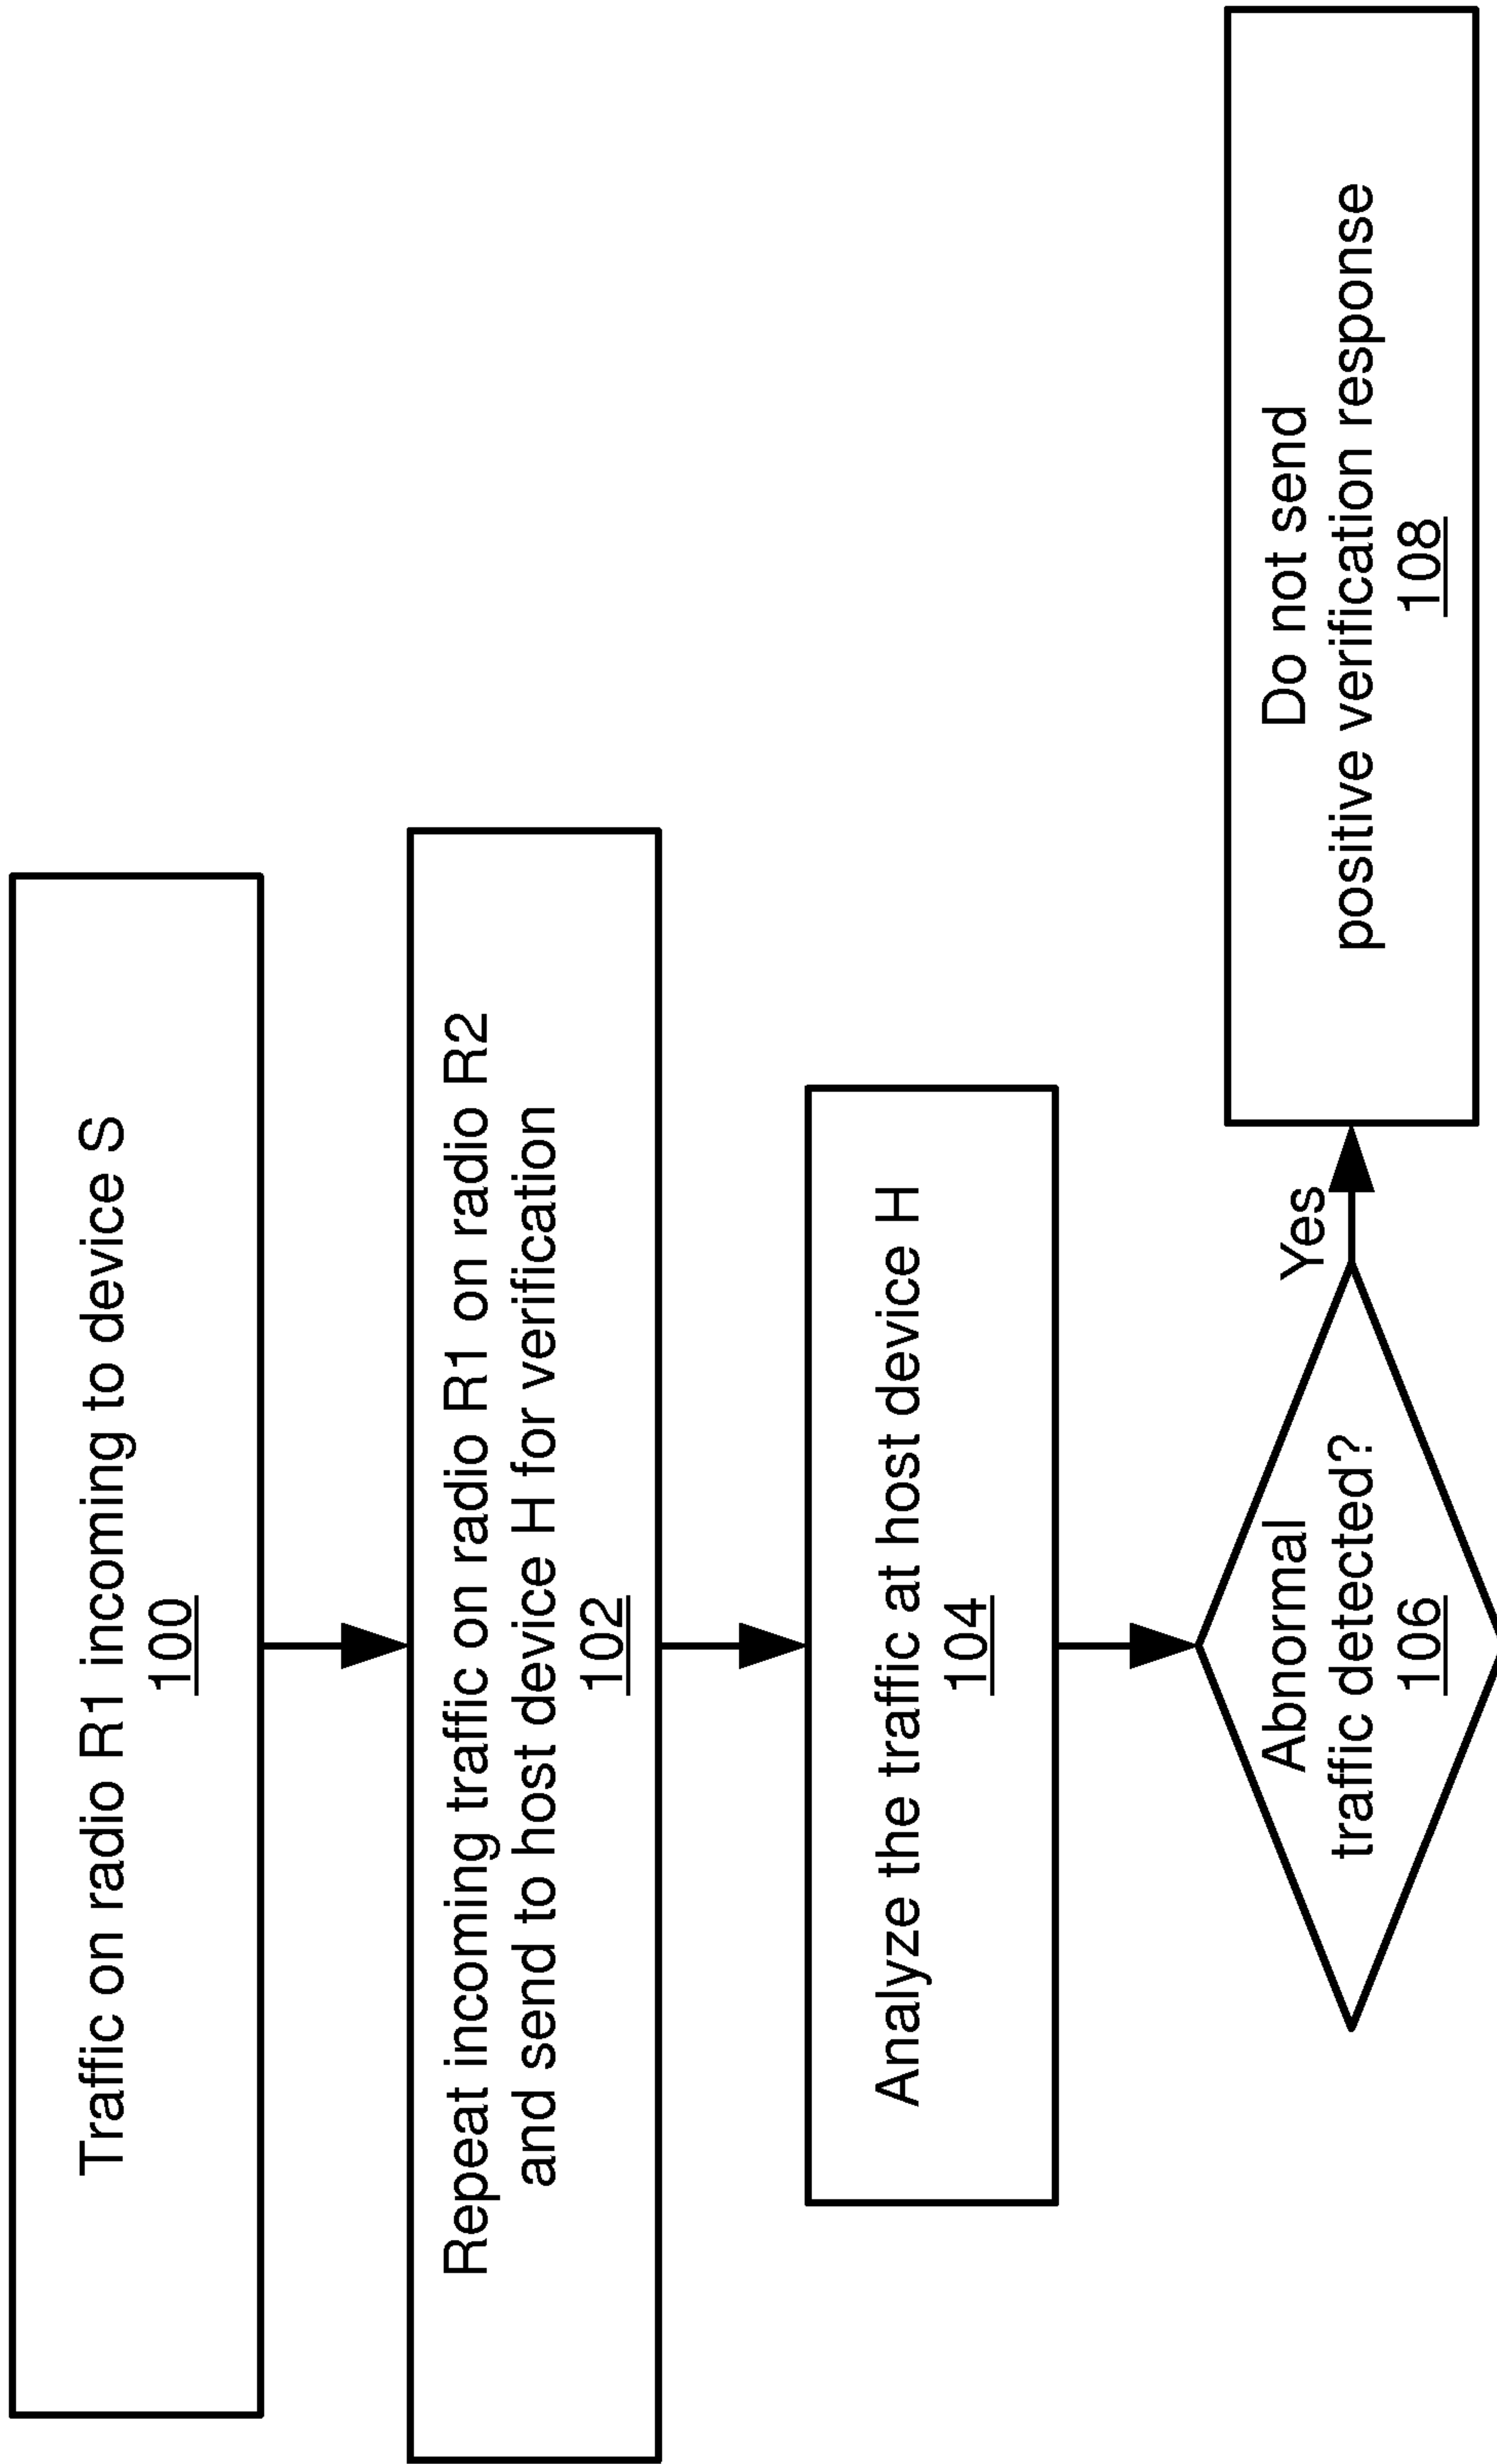 Traffic on radio R1 incoming to device S
100
Repeat incoming traffic on radio R1 on radio R2
and send to host device H for verification
102
Analyze the traffic at host device H
104
Abnormal
traffic detected?
106
Yes
Do not send
positive verification response
108